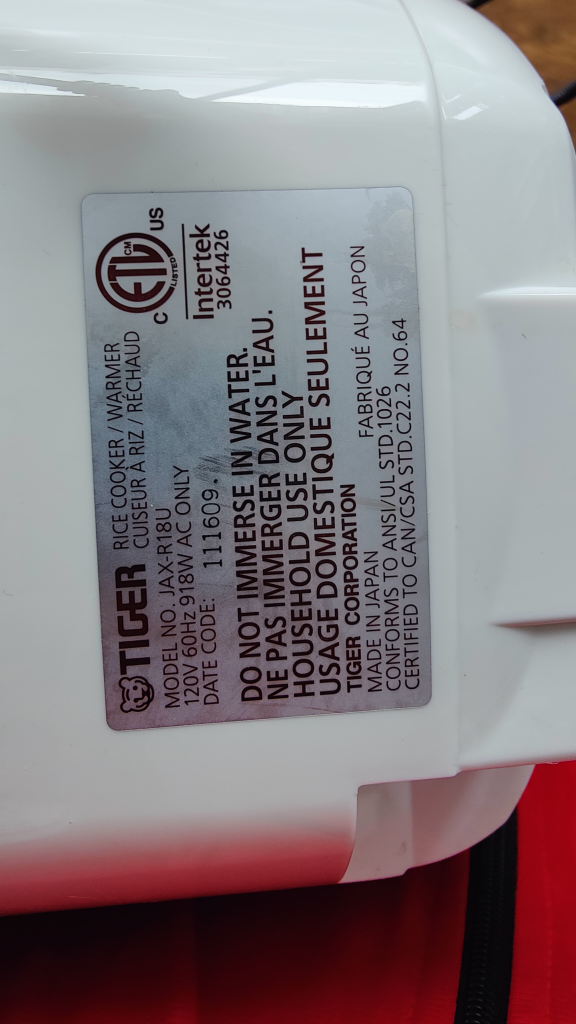 TIGER RICE COOKER / WARMER
CUISEUR À RIZ / RÉCHAUD
MODEL NO. JAX-R18U
120V 60Hz 918W AC ONLY
DATE CODE: 111609.
C ETL CM LISTED US
Intertek
3064426
DO NOT IMMERSE IN WATER.
NE PAS IMMERGER DANS L'EAU.
HOUSEHOLD USE ONLY
USAGE DOMESTIQUE SEULEMENT
TIGER CORPORATION
MADE IN JAPAN FABRIQUÉ AU JAPON
CONFORMS TO ANSI/UL STD.1026
CERTIFIED TO CAN/CSA STD.C22.2 NO.64